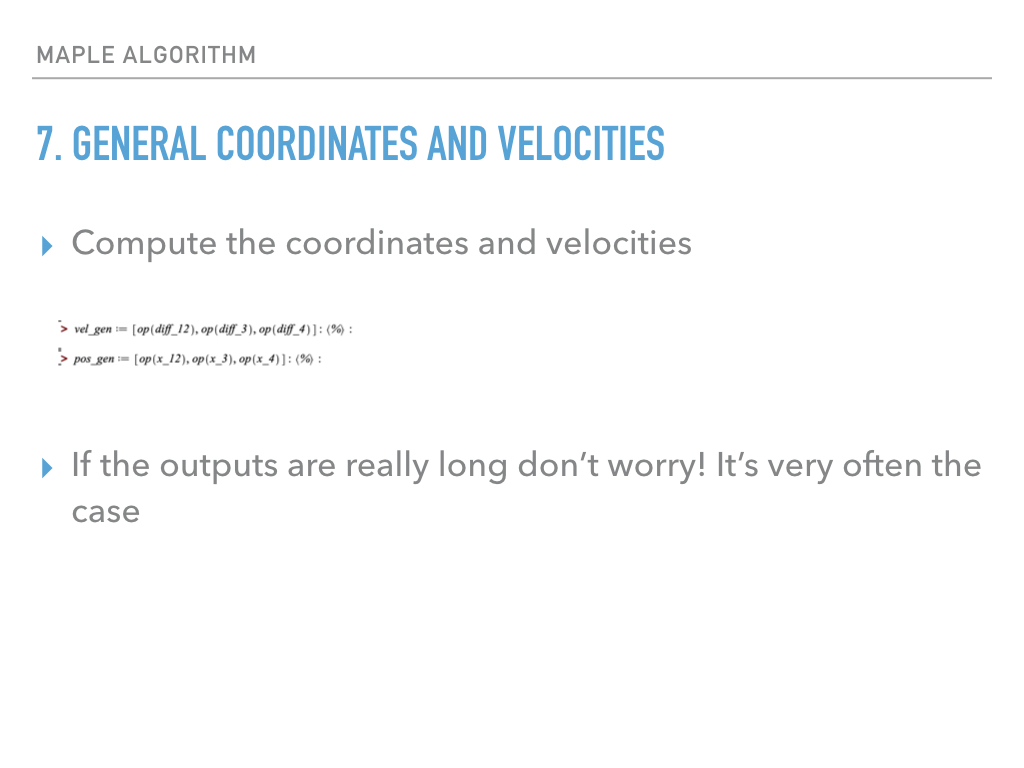 MAPLE ALGORITHM
7. GENERAL COORDINATES AND VELOCITIES
▸ Compute the coordinates and velocities
> vel_gen := [op(diff_12), op(diff_3), op(diff_4)] : ⟨%⟩ :
> pos_gen := [op(x_12), op(x_3), op(x_4)] : ⟨%⟩ :
▸ If the outputs are really long don’t worry! It’s very often the
case